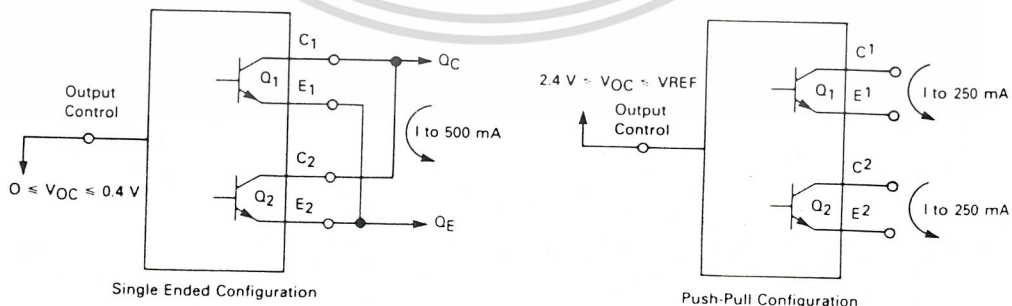 C1
QC
Q1
E1
Output
Control
I to 500 mA
C2
O ≤ VOC ≤ 0.4 V
Q2
E2
QE
Single Ended Configuration
C1
2.4 V ≤ VOC ≤ VREF
Q1
E1
I to 250 mA
Output
Control
C2
Q2
E2
I to 250 mA
Push-Pull Configuration